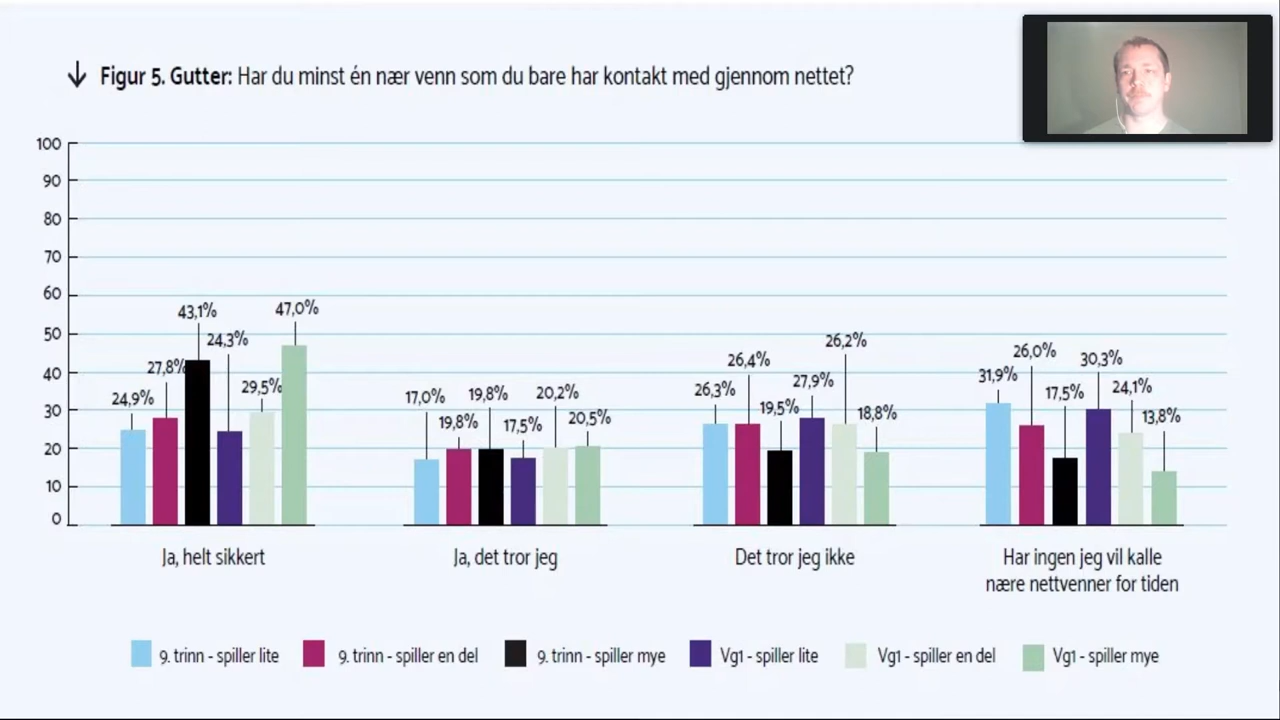 Figur 5. Gutter: Har du minst én nær venn som du bare har kontakt med gjennom nettet?
100
90
80
70
60
50
40
30
20
10
0
24,9%
27,8%
43,1%
24,3%
29,5%
47,0%
17,0%
19,8%
19,8%
17,5%
20,2%
20,5%
26,3%
26,4%
19,5%
27,9%
26,2%
18,8%
31,9%
26,0%
17,5%
30,3%
24,1%
13,8%
Ja, helt sikkert
Ja, det tror jeg
Det tror jeg ikke
Har ingen jeg vil kalle
nære nettvenner for tiden
9. trinn - spiller lite
9. trinn - spiller en del
9. trinn - spiller mye
Vg1 - spiller lite
Vg1 - spiller en del
Vg1 - spiller mye